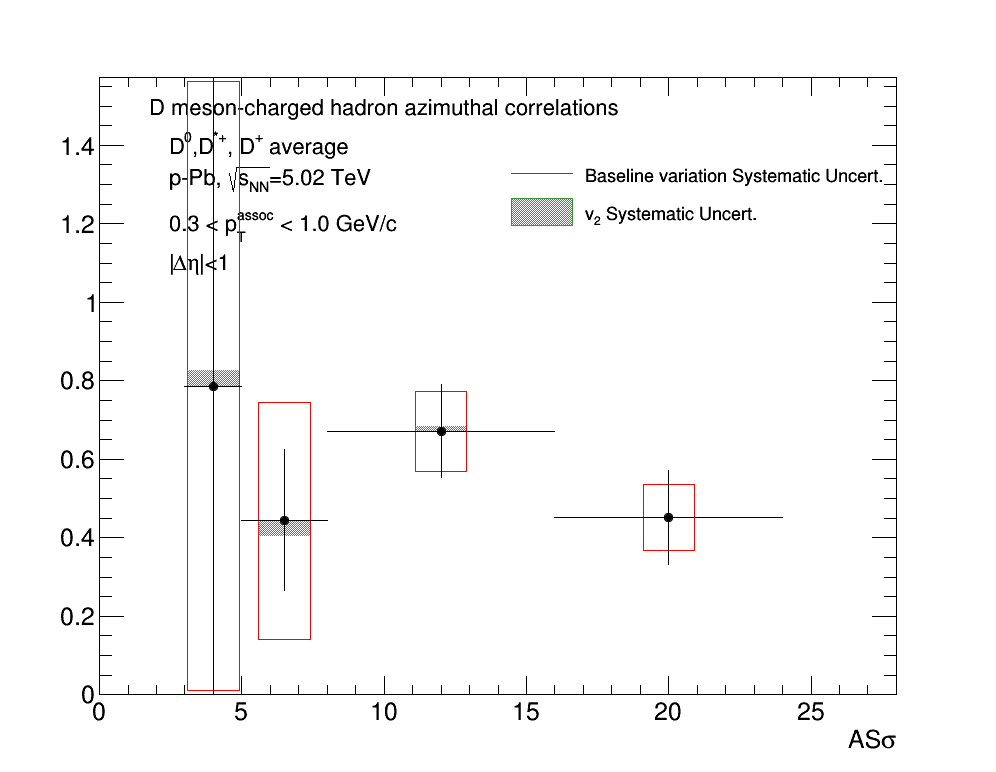 D meson-charged hadron azimuthal correlations
D⁰,D*⁺, D⁺ average
p-Pb, √sNN=5.02 TeV
0.3 < pTassoc < 1.0 GeV/c
|Δη|<1
Baseline variation Systematic Uncert.
v₂ Systematic Uncert.
1.4
1.2
1
0.8
0.6
0.4
0.2
0
0 5 10 15 20 25
ASσ